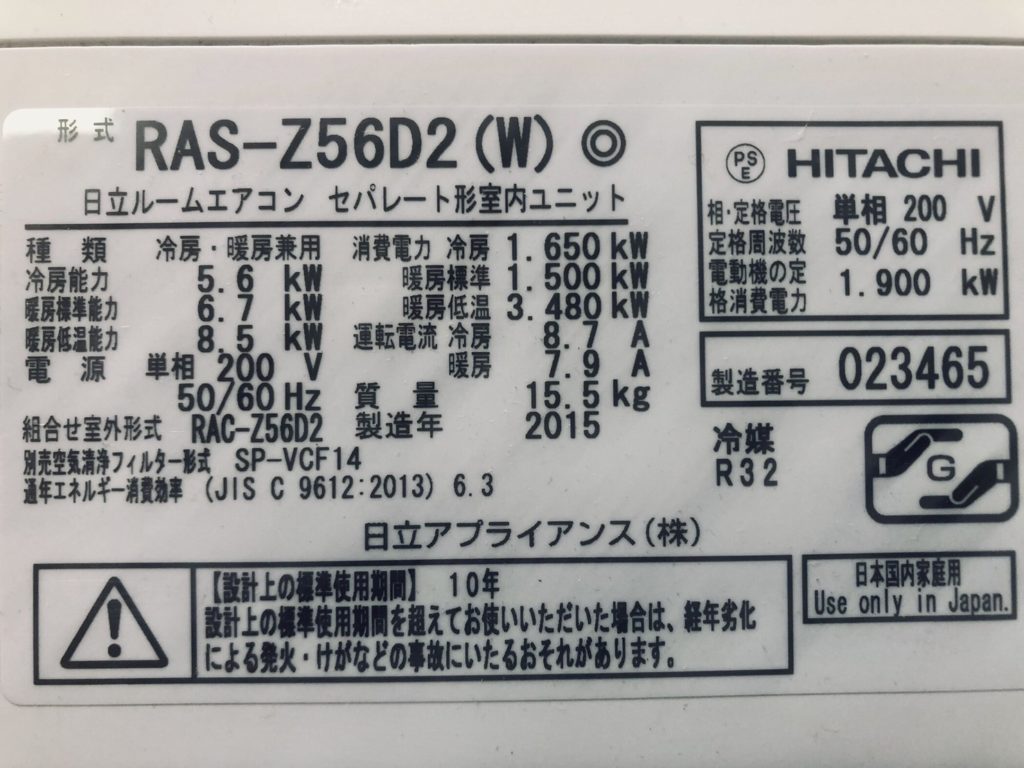 形式 RAS-Z56D2(W) ◎
日立ルームエアコン セパレート形室内ユニット
種類 冷房・暖房兼用
冷房能力 5.6 kW
暖房標準能力 6.7 kW
暖房低温能力 8.5 kW
電源 単相 200 V
50/60 Hz
組合せ室外形式 RAC-Z56D2
別売空気清浄フィルター形式 SP-VCF14
通年エネルギー消費効率 (JIS C 9612:2013) 6.3
消費電力 冷房 1.650 kW
暖房標準 1.500 kW
暖房低温 3.480 kW
運転電流 冷房 8.7 A
暖房 7.9 A
質量 15.5 kg
製造年 2015
日立アプライアンス(株)
PS
E
HITACHI
相・定格電圧 単相 200 V
定格周波数 50/60 Hz
電動機の定
格消費電力 1.900 kW
製造番号 023465
冷媒
R32
G
【設計上の標準使用期間】 10年
設計上の標準使用期間を超えてお使いいただいた場合は、経年劣化
による発火・けがなどの事故にいたるおそれがあります。
日本国内家庭用
Use only in Japan.